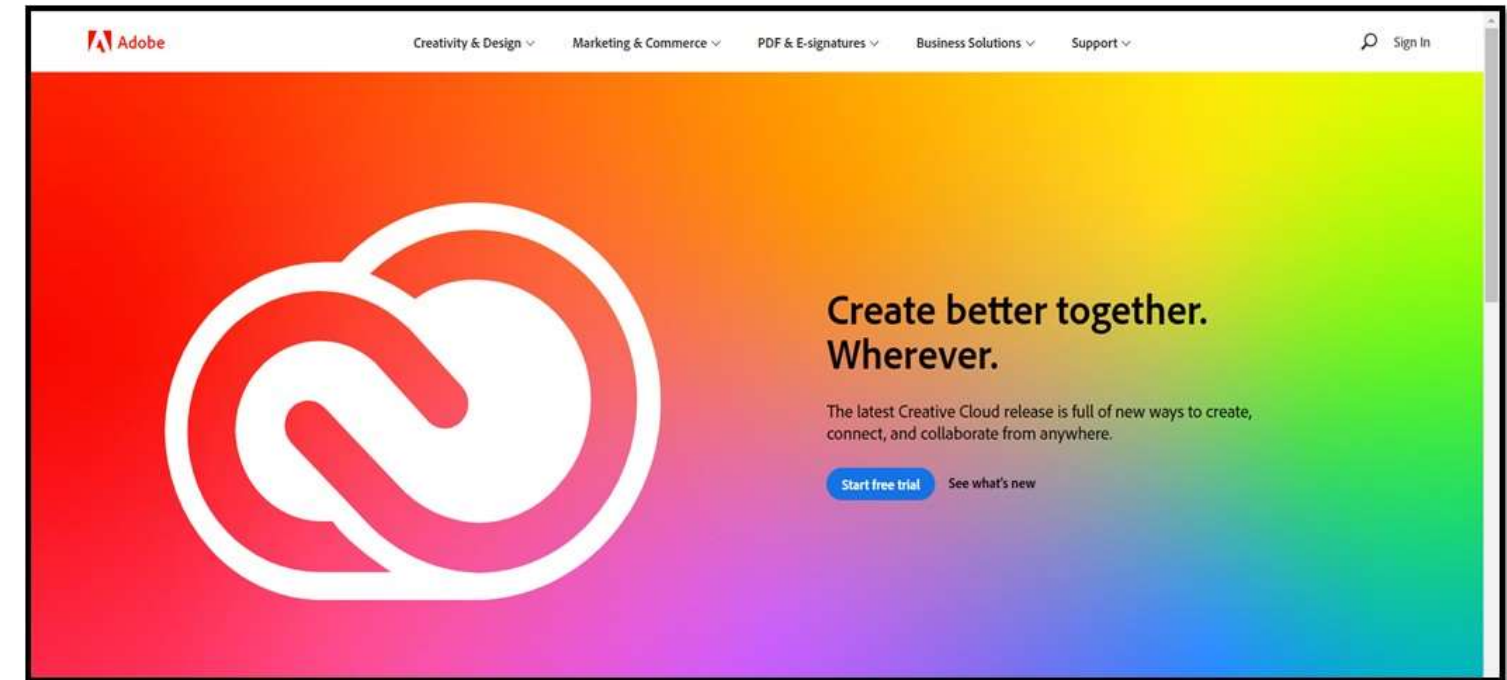 Adobe
Creativity & Design
Marketing & Commerce
PDF & E-signatures
Business Solutions
Support
Sign In
Create better together.
Wherever.
The latest Creative Cloud release is full of new ways to create,
connect, and collaborate from anywhere.
Start free trial
See what's new